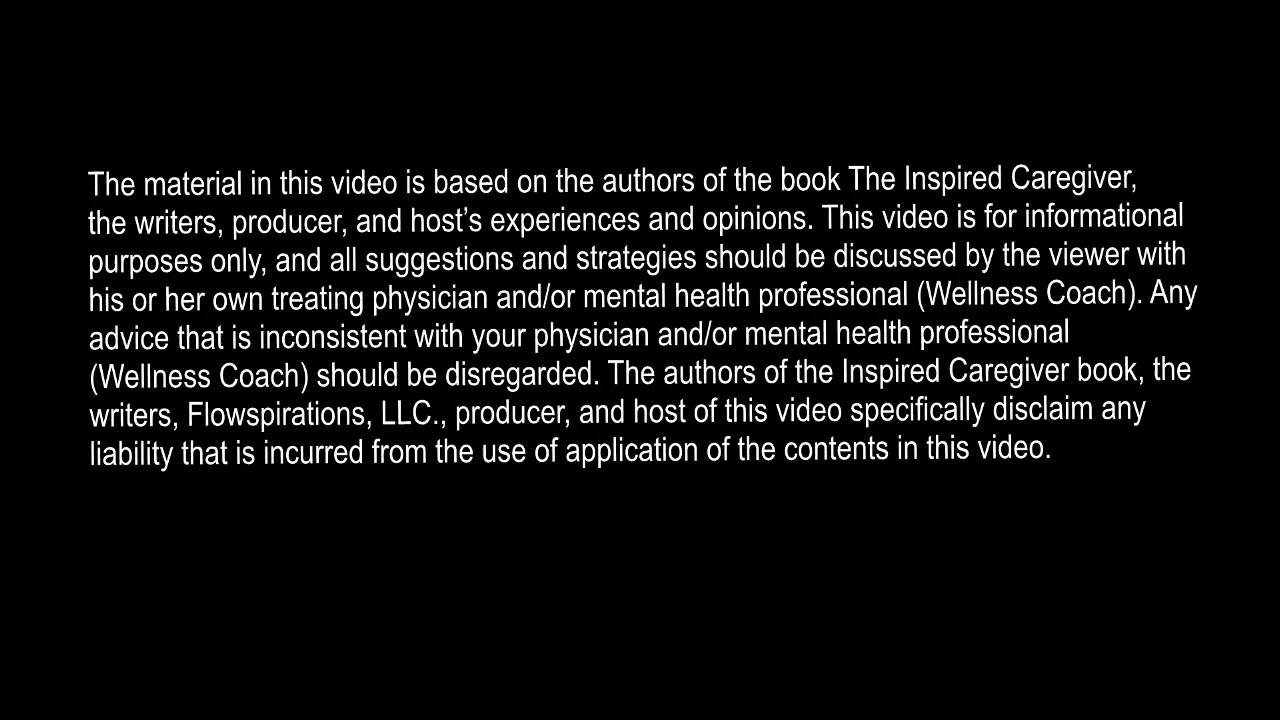 The material in this video is based on the authors of the book The Inspired Caregiver,
the writers, producer, and host’s experiences and opinions. This video is for informational
purposes only, and all suggestions and strategies should be discussed by the viewer with
his or her own treating physician and/or mental health professional (Wellness Coach). Any
advice that is inconsistent with your physician and/or mental health professional
(Wellness Coach) should be disregarded. The authors of the Inspired Caregiver book, the
writers, Flowspirations, LLC., producer, and host of this video specifically disclaim any
liability that is incurred from the use of application of the contents in this video.